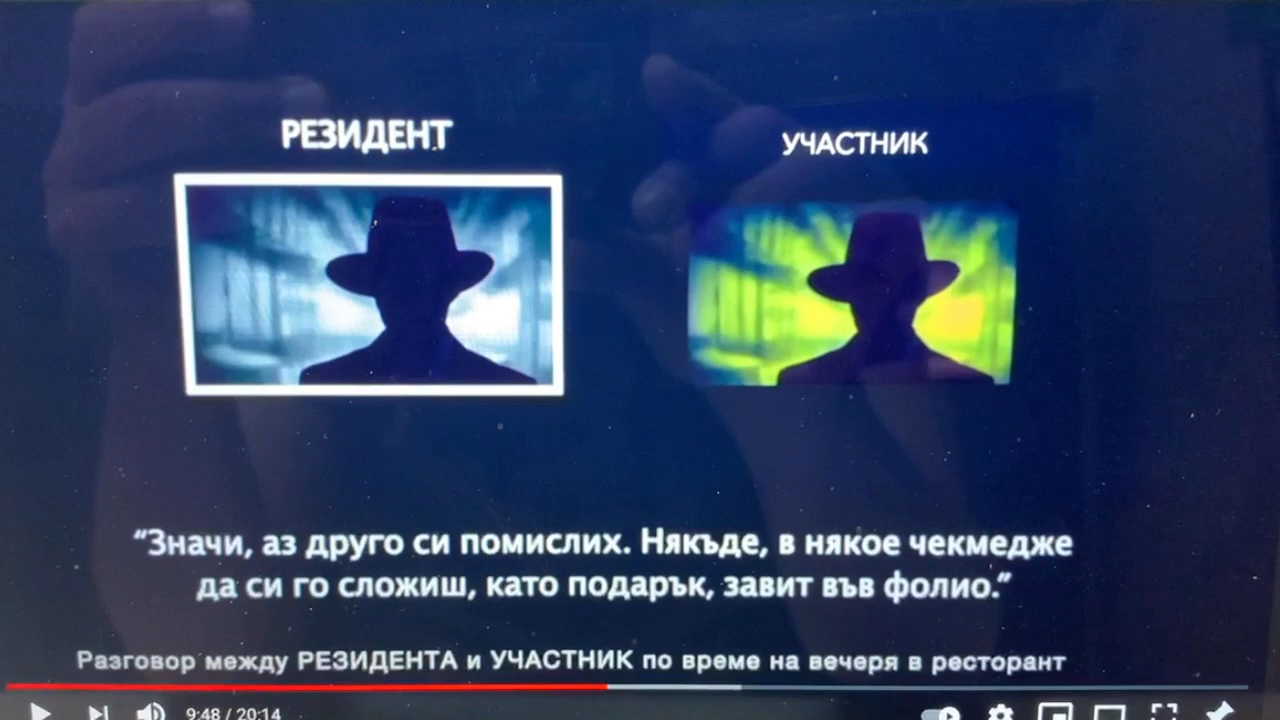 РЕЗИДЕНТ
УЧАСТНИК
“Значи, аз друго си помислих. Някъде, в някое чекмедже
да си го сложиш, като подарък, завит във фолио.”
Разговор между РЕЗИДЕНТА и УЧАСТНИК по време на вечеря в ресторант
9:48 / 20:14